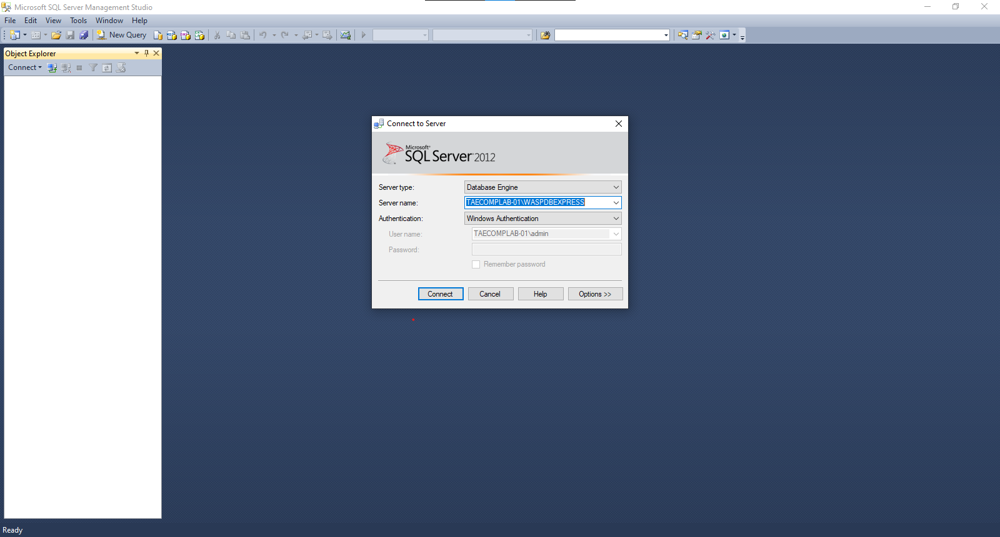 Microsoft SQL Server Management Studio
File Edit View Tools Window Help
New Query
Object Explorer
Connect
Connect to Server
Microsoft®
SQL Server 2012
Server type: Database Engine
Server name: TAECOMPLAB-01\WASPDBEXPRESS
Authentication: Windows Authentication
User name: TAECOMPLAB-01\admin
Password:
Remember password
Connect Cancel Help Options >>
Ready